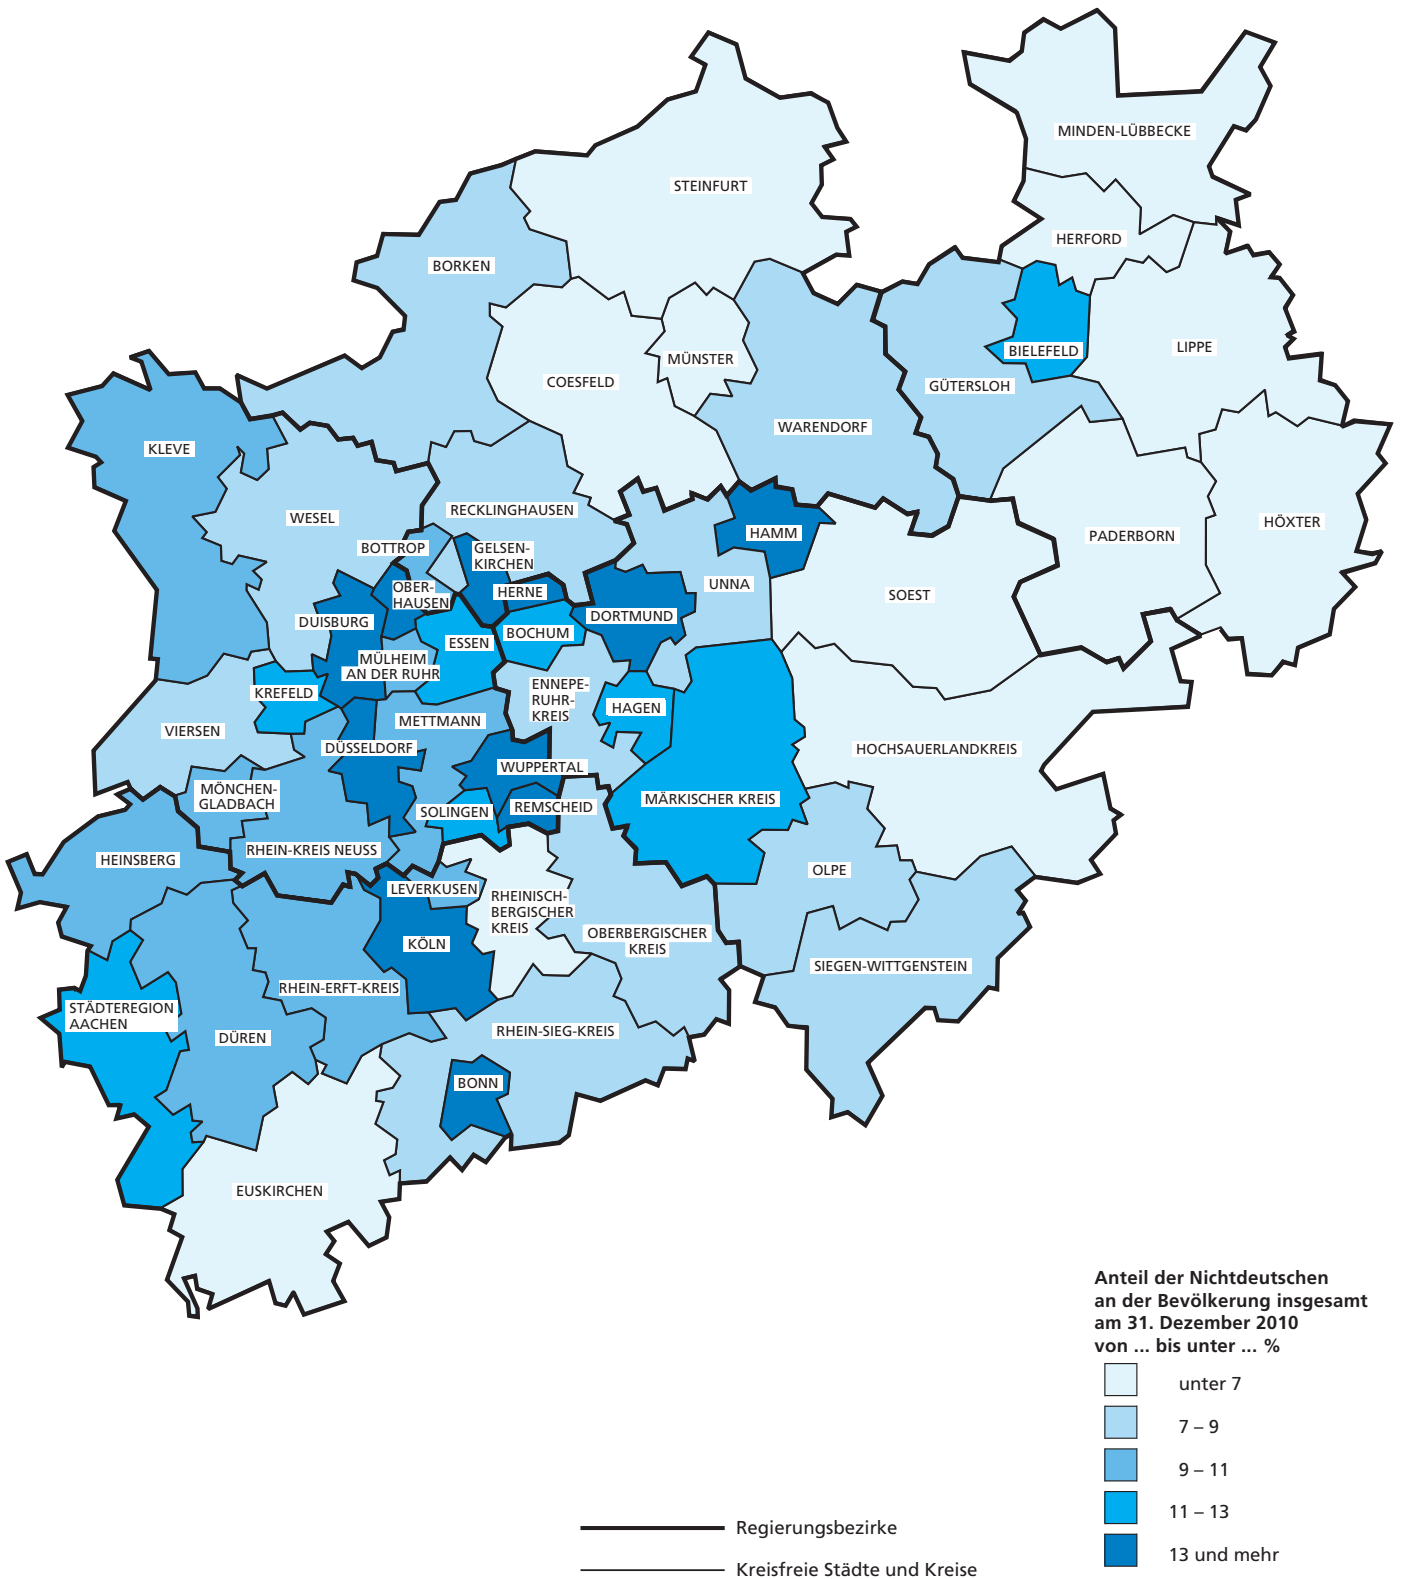 MINDEN-LÜBBECKE
STEINFURT
HERFORD
BORKEN
LIPPE
BIELEFELD
MÜNSTER
COESFELD
GÜTERSLOH
WARENDORF
KLEVE
RECKLINGHAUSEN
WESEL
HÖXTER
HAMM
PADERBORN
BOTTROP
GELSEN-
KIRCHEN
UNNA
OBER-
HAUSEN
HERNE
SOEST
DORTMUND
DUISBURG
BOCHUM
ESSEN
MÜLHEIM
AN DER RUHR
KREFELD
ENNEPE-
RUHR-
KREIS
HAGEN
METTMANN
VIERSEN
DÜSSELDORF
HOCHSAUERLANDKREIS
WUPPERTAL
MÖNCHEN-
GLADBACH
MÄRKISCHER KREIS
REMSCHEID
SOLINGEN
RHEIN-KREIS NEUSS
HEINSBERG
OLPE
LEVERKUSEN
RHEINISCH-
BERGISCHER
KREIS
OBERBERGISCHER
KREIS
KÖLN
SIEGEN-WITTGENSTEIN
RHEIN-ERFT-KREIS
STÄDTEREGION
AACHEN
RHEIN-SIEG-KREIS
DÜREN
BONN
EUSKIRCHEN
Anteil der Nichtdeutschen
an der Bevölkerung insgesamt
am 31. Dezember 2010
von ... bis unter ... %
unter 7
7 – 9
9 – 11
11 – 13
13 und mehr
Regierungsbezirke
Kreisfreie Städte und Kreise